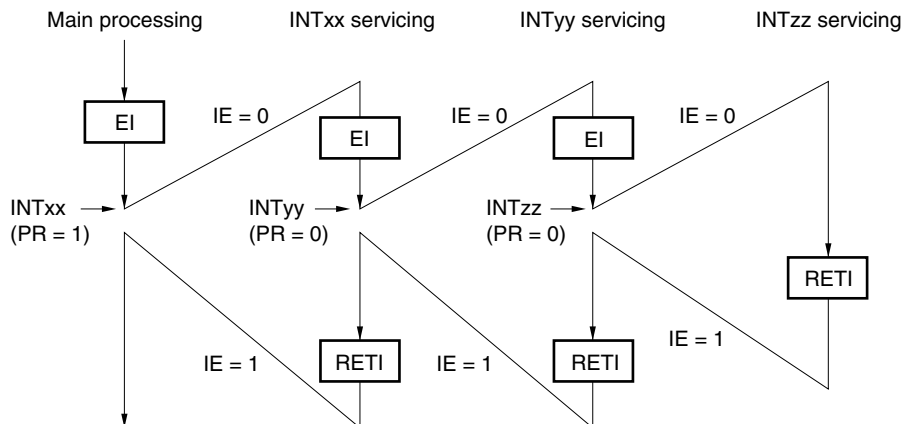 Main processing
INTxx servicing
INTyy servicing
INTzz servicing
EI
IE = 0
EI
IE = 0
EI
IE = 0
INTxx
(PR = 1)
INTyy
(PR = 0)
INTzz
(PR = 0)
RETI
IE = 1
RETI
IE = 1
RETI
IE = 1